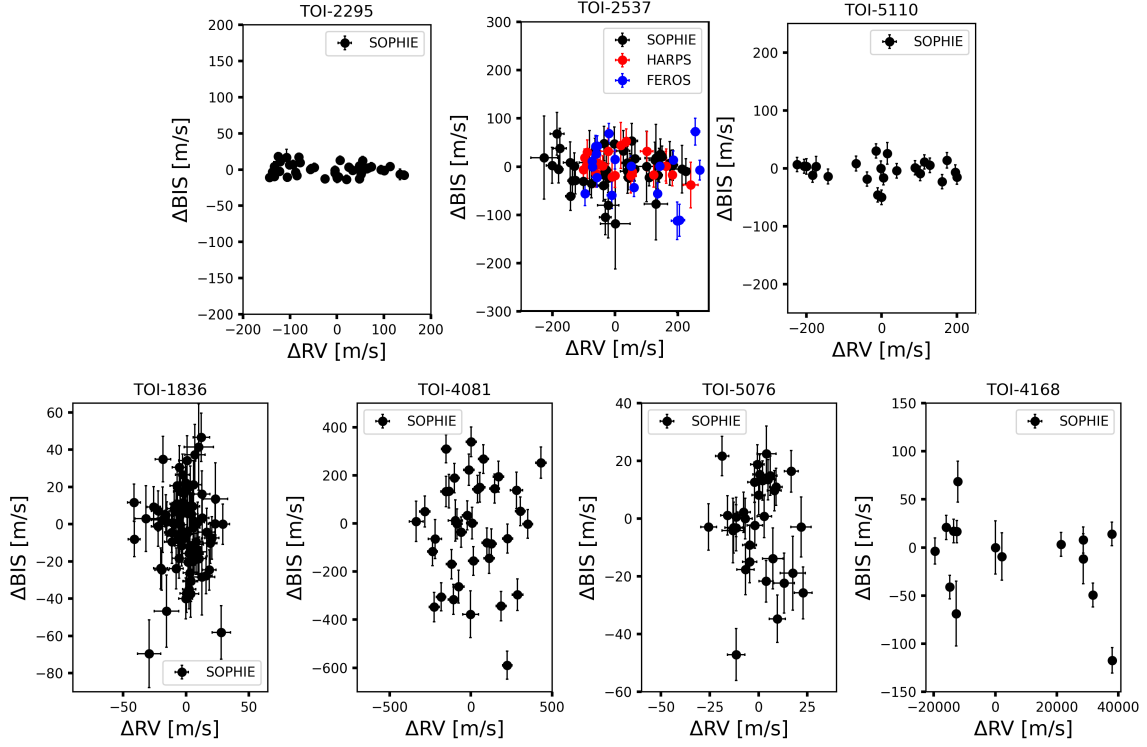 TOI-2295
200
150
100
50
0
−50
−100
−150
−200
−200
−100
0
100
200
ΔBIS [m/s]
ΔRV [m/s]
SOPHIE
TOI-2537
300
200
100
0
−100
−200
−300
−200
0
200
ΔBIS [m/s]
ΔRV [m/s]
SOPHIE
HARPS
FEROS
TOI-5110
200
100
0
−100
−200
−200
0
200
ΔBIS [m/s]
ΔRV [m/s]
SOPHIE
TOI-1836
60
40
20
0
−20
−40
−60
−80
−50
0
50
ΔBIS [m/s]
ΔRV [m/s]
SOPHIE
TOI-4081
400
200
0
−200
−400
−600
−500
0
500
ΔBIS [m/s]
ΔRV [m/s]
SOPHIE
TOI-5076
40
20
0
−20
−40
−60
−50
−25
0
25
ΔBIS [m/s]
ΔRV [m/s]
SOPHIE
TOI-4168
150
100
50
0
−50
−100
−150
−20000
0
20000
40000
ΔBIS [m/s]
ΔRV [m/s]
SOPHIE